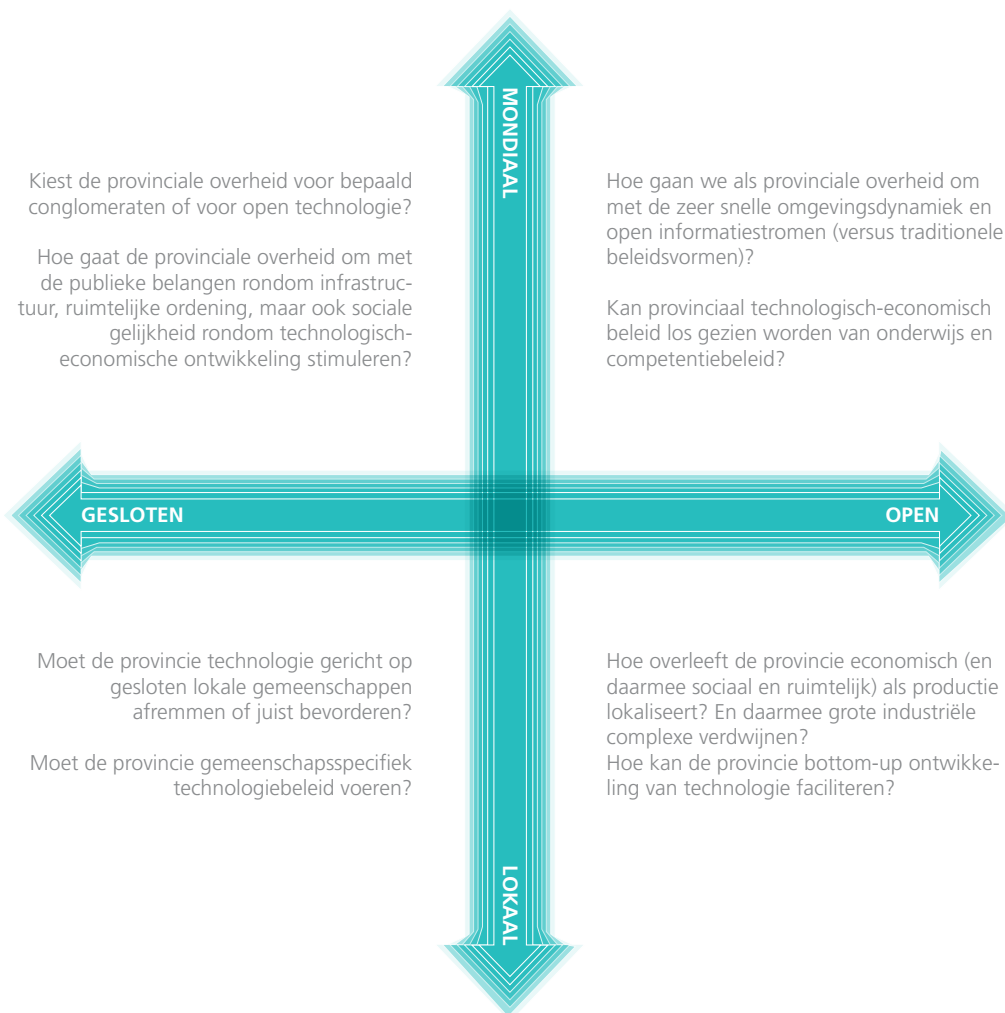 MONDIAAL
Kiest de provinciale overheid voor bepaald
conglomeraten of voor open technologie?
Hoe gaat de provinciale overheid om met
de publieke belangen rondom infrastruc-
tuur, ruimtelijke ordening, maar ook sociale
gelijkheid rondom technologisch-
economische ontwikkeling stimuleren?
Hoe gaan we als provinciale overheid om
met de zeer snelle omgevingsdynamiek en
open informatiestromen (versus traditionele
beleidsvormen)?
Kan provinciaal technologisch-economisch
beleid los gezien worden van onderwijs en
competentiebeleid?
GESLOTEN
OPEN
Moet de provincie technologie gericht op
gesloten lokale gemeenschappen
afremmen of juist bevorderen?
Moet de provincie gemeenschapsspecifiek
technologiebeleid voeren?
Hoe overleeft de provincie economisch (en
daarmee sociaal en ruimtelijk) als productie
lokaliseert? En daarmee grote industriële
complexe verdwijnen?
Hoe kan de provincie bottom-up ontwikke-
ling van technologie faciliteren?
LOKAAL